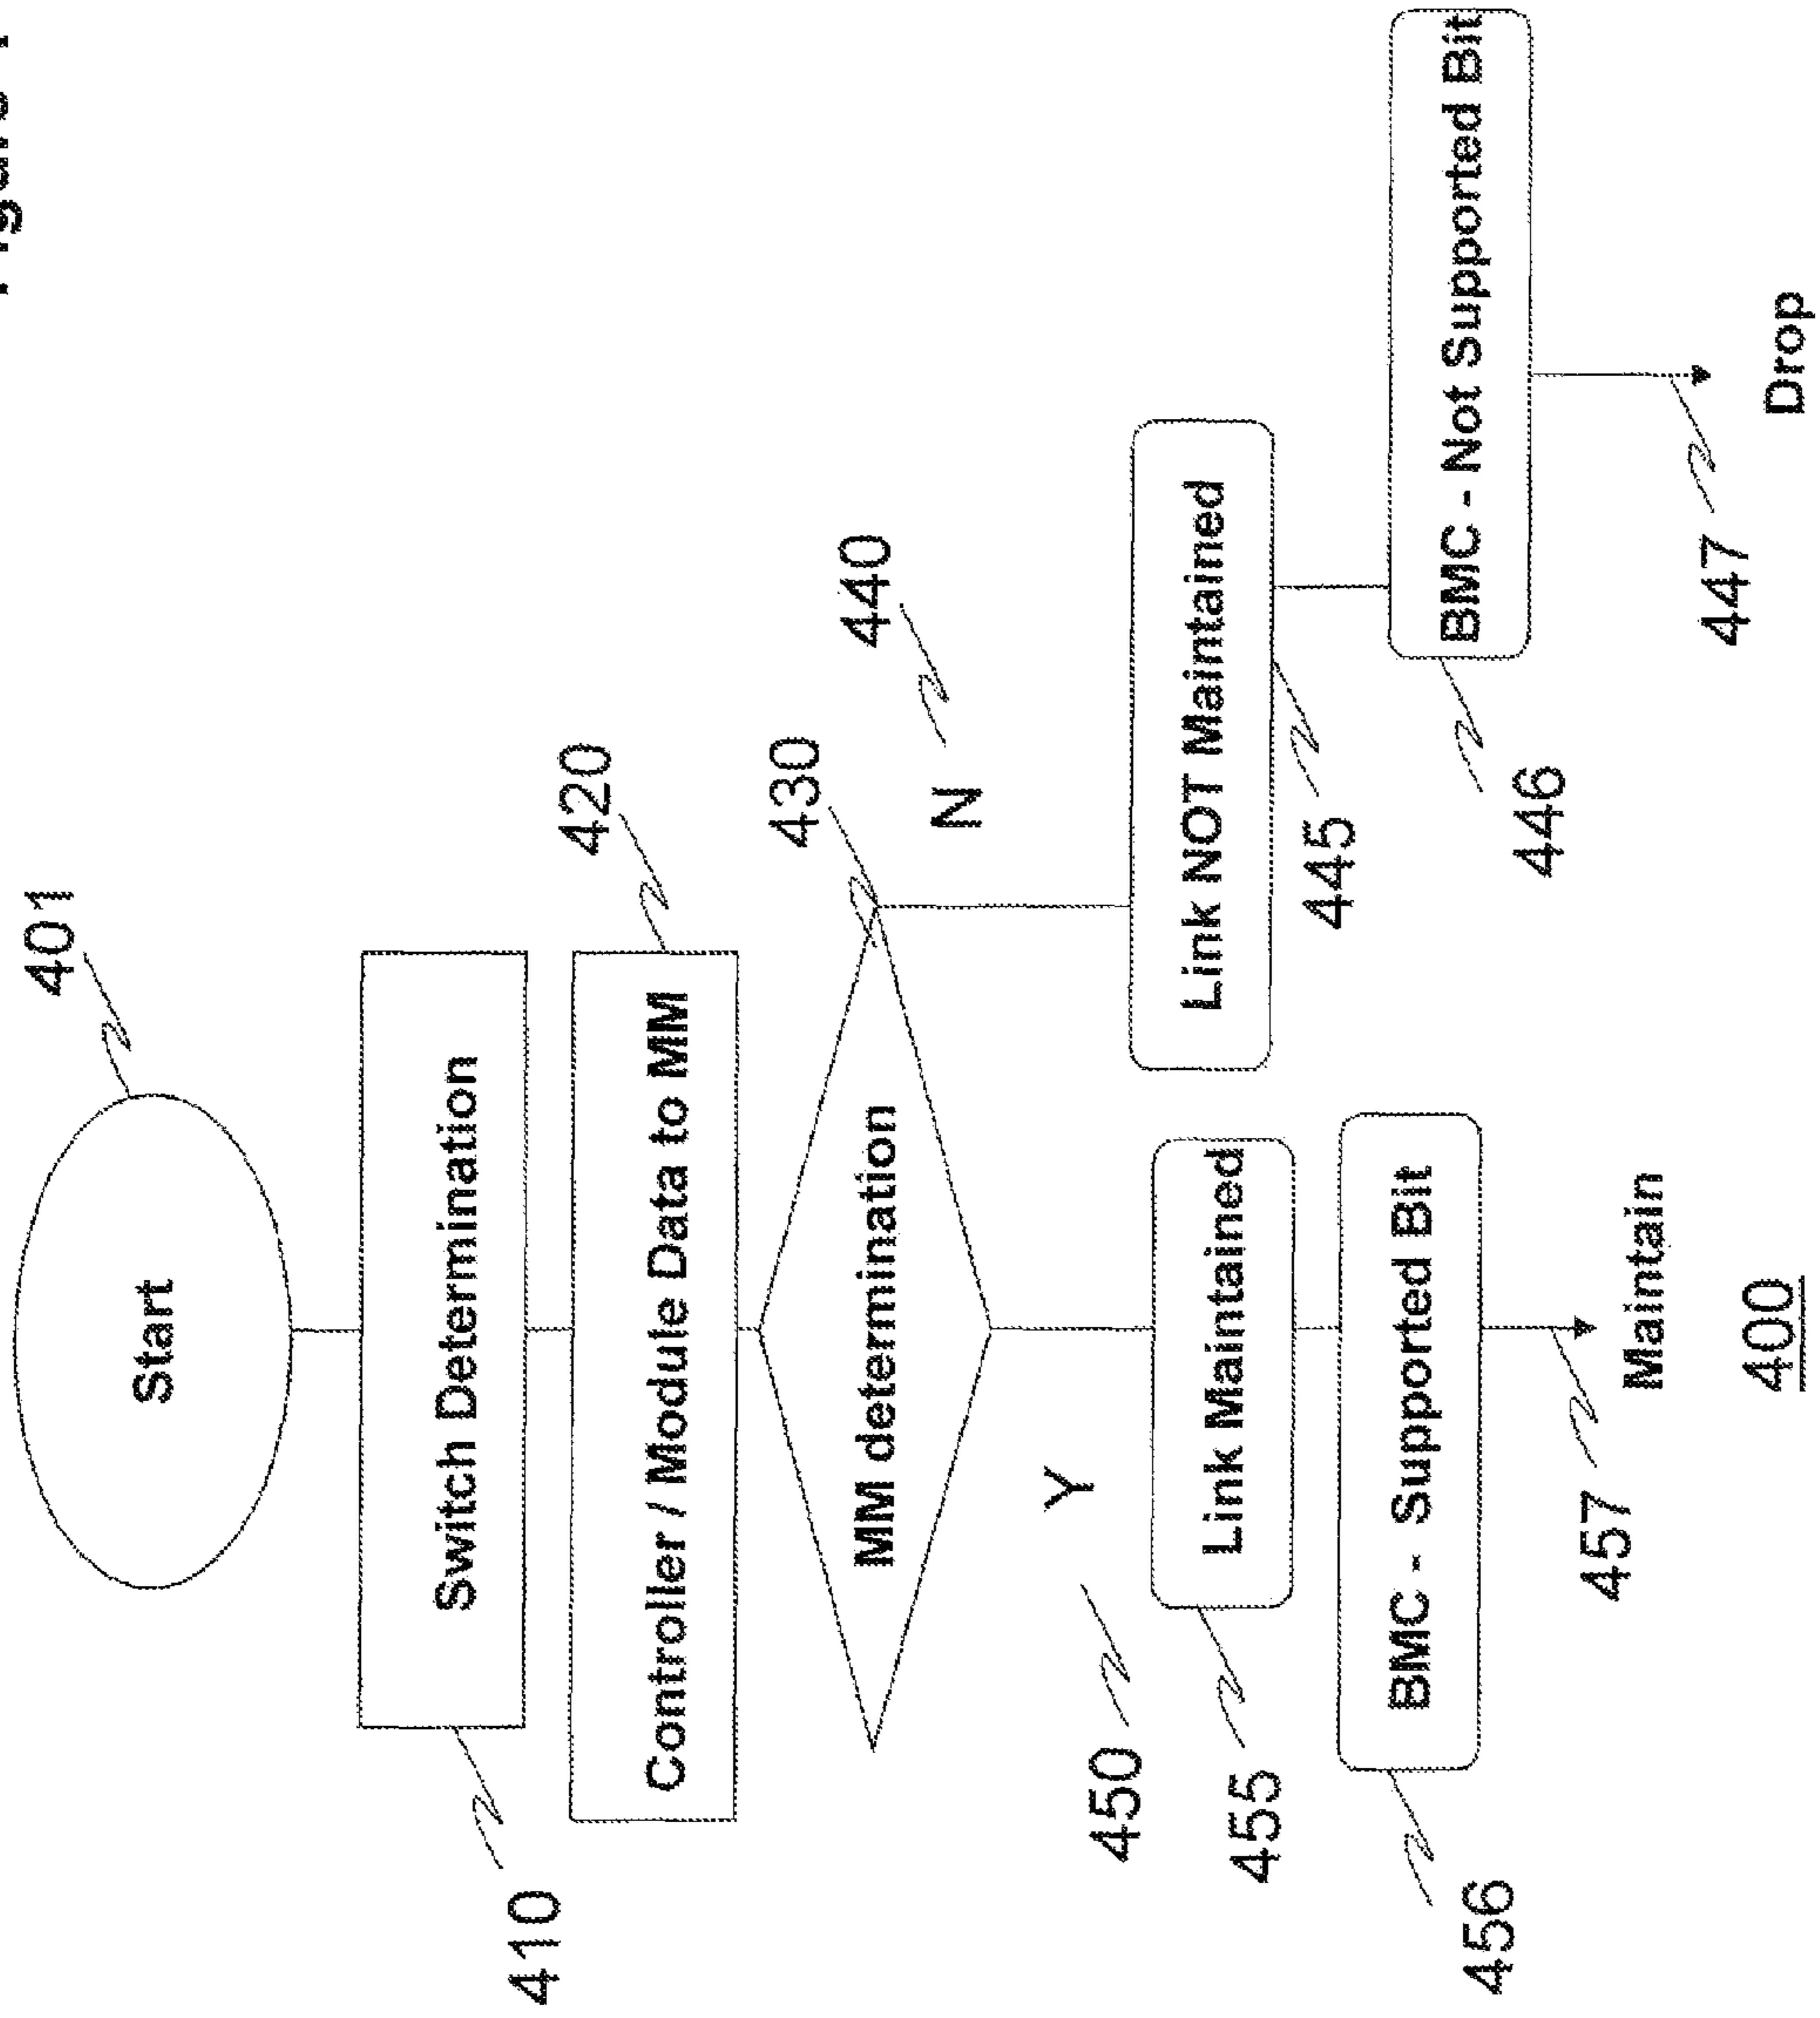 401
Start
Switch Determination
410
420
Controller / Module Data to MM
430
MM determination
N
440
Y
450
Link NOT Maintained
445
Link Maintained
455
BMC - Not Supported Bit
446
BMC - Supported Bit
456
447
Drop
457
Maintain
400